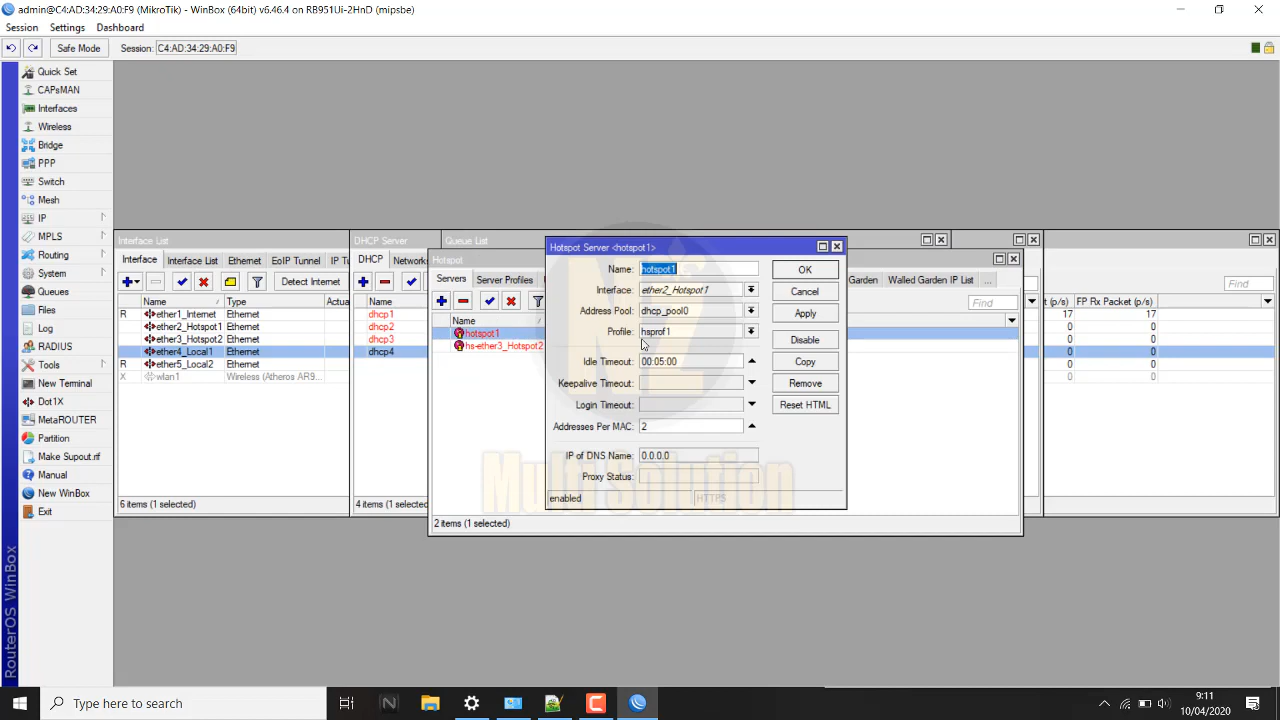 admin@C4:AD:34:29:A0:F9 (MikroTik) - WinBox (64bit) v6.46.4 on RB951Ui-2HnD (mipsbe)
Session Settings Dashboard
Safe Mode Session: C4:AD:34:29:A0:F9
Quick Set
CAPsMAN
Interfaces
Wireless
Bridge
PPP
Switch
Mesh
IP
MPLS
Routing
System
Queues
Files
Log
RADIUS
Tools
New Terminal
Dot1X
MetaROUTER
Partition
Make Supout.rif
Manual
New WinBox
Exit
RouterOS WinBox
Interface List
Interface Interface List Ethernet EoIP Tunnel IP Tu
Detect Internet
Name Type Actua
R ether1_Internet Ethernet
ether2_Hotspot1 Ethernet
ether3_Hotspot2 Ethernet
ether4_Local1 Ethernet
R ether5_Local2 Ethernet
X wlan1 Wireless (Atheros AR9...
6 items (1 selected)
DHCP Server
DHCP Networks
Name
dhcp1
dhcp2
dhcp3
dhcp4
4 items (1 selected)
Queue List
Hotspot
Servers Server Profiles Garden Walled Garden IP List ...
Find
Name
hotspot1
hs-ether3_Hotspot2
2 items (1 selected)
Hotspot Server <hotspot1>
Name: hotspot1
Interface: ether2_Hotspot1
Address Pool: dhcp_pool0
Profile: hsprof1
Idle Timeout: 00:05:00
Keepalive Timeout:
Login Timeout:
Addresses Per MAC: 2
IP of DNS Name: 0.0.0.0
Proxy Status:
enabled HTTPS
OK
Cancel
Apply
Disable
Copy
Remove
Reset HTML
Find
t (p/s) FP Rx Packet (p/s)
17 17
0 0
0 0
0 0
0 0
0 0
Multi Solution
Type here to search
9:11
10/04/2020